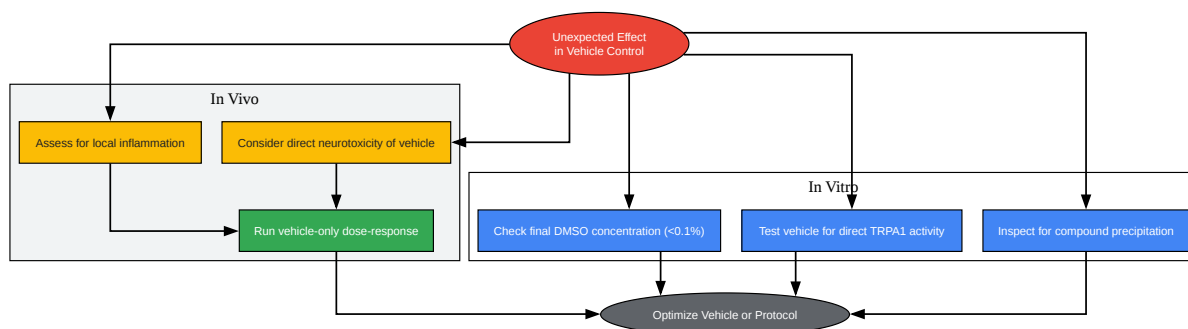 Unexpected Effect
in Vehicle Control
In Vivo
Assess for local inflammation
Consider direct neurotoxicity of vehicle
In Vitro
Run vehicle-only dose-response
Check final DMSO concentration (<0.1%)
Test vehicle for direct TRPA1 activity
Inspect for compound precipitation
Optimize Vehicle or Protocol